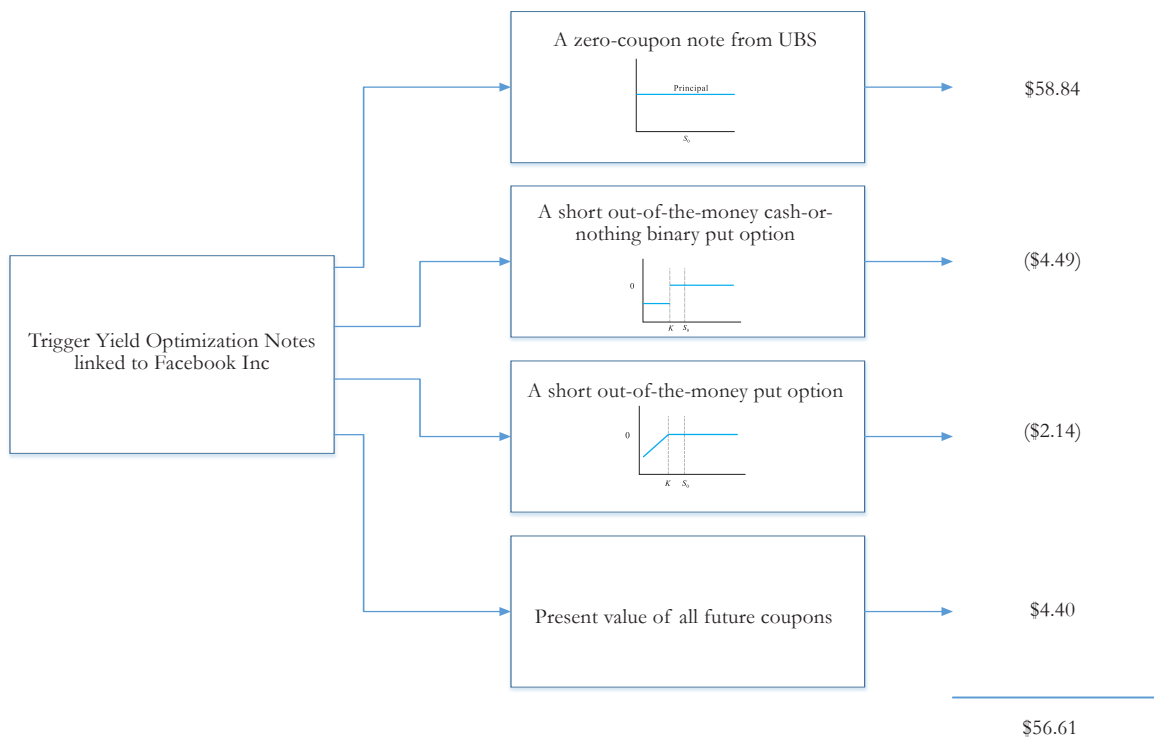 A zero-coupon note from UBS
Principal
S₀
$58.84
A short out-of-the-money cash-or-
nothing binary put option
0
K S₀
($4.49)
Trigger Yield Optimization Notes
linked to Facebook Inc
A short out-of-the-money put option
0
K S₀
($2.14)
Present value of all future coupons
$4.40
$56.61